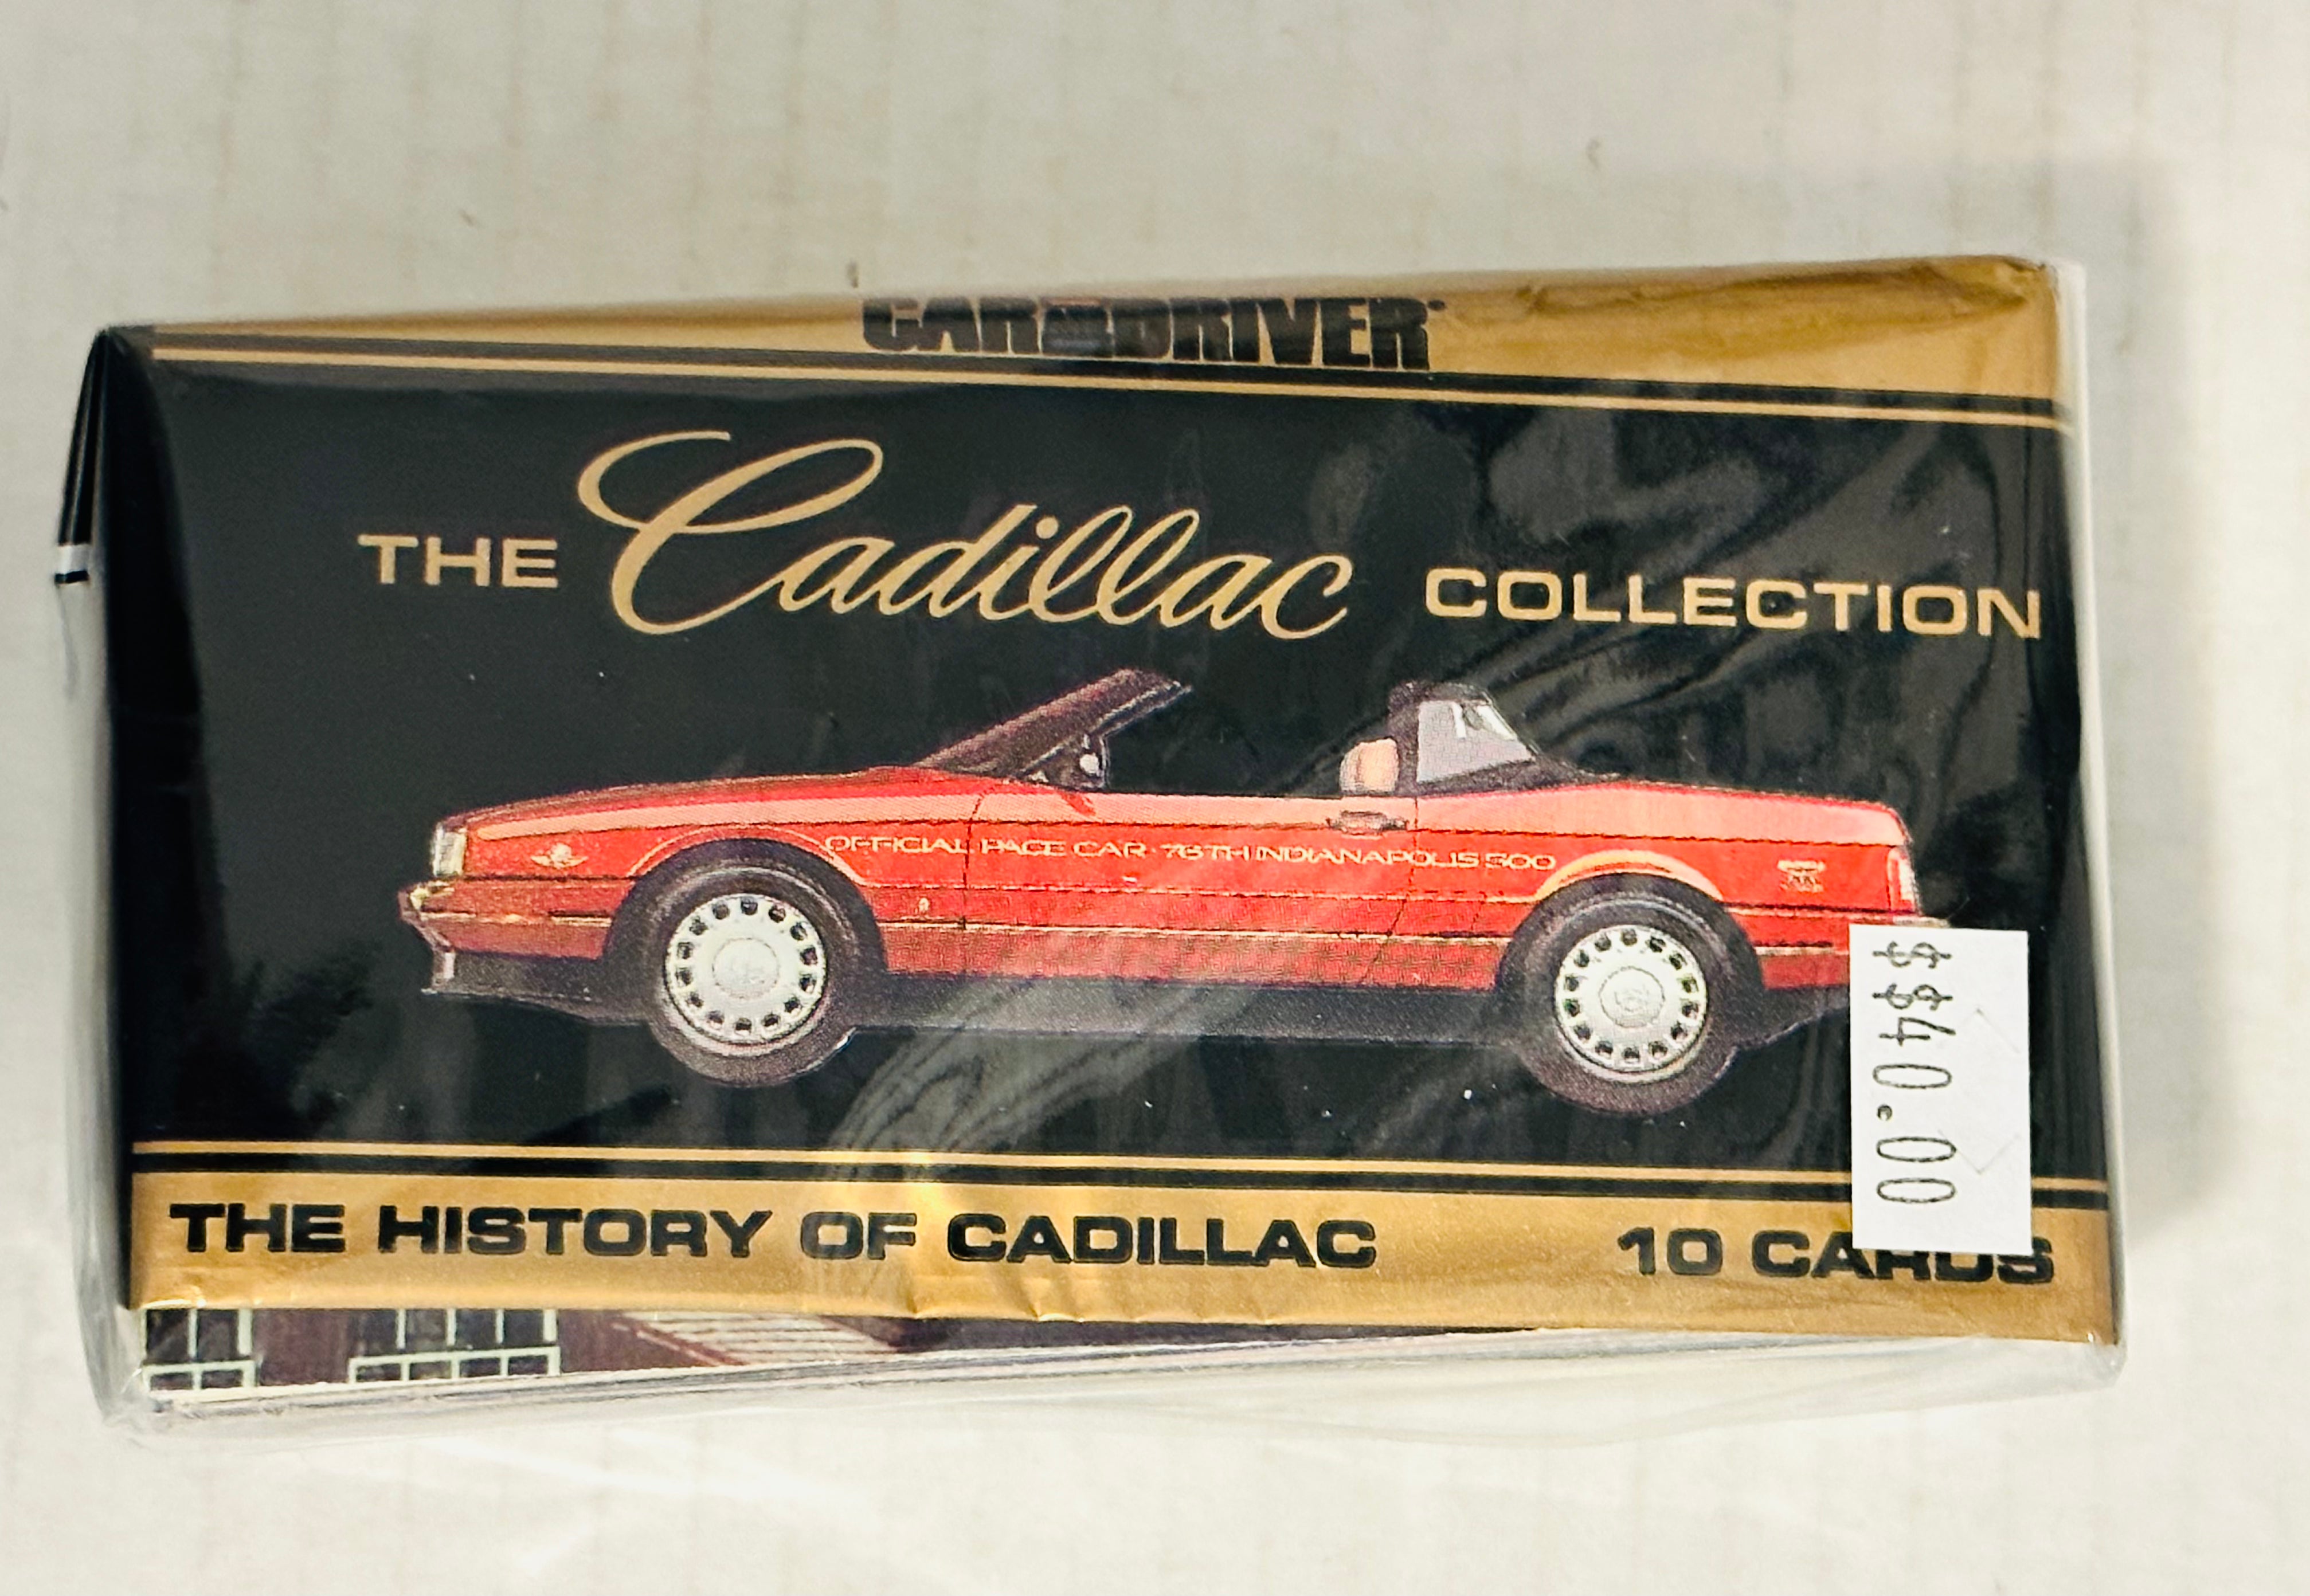 CAR AND DRIVER
THE Cadillac COLLECTION
OFFICIAL PACE CAR · 76TH INDIANAPOLIS 500
$$40.00
THE HISTORY OF CADILLAC 10 CARDS